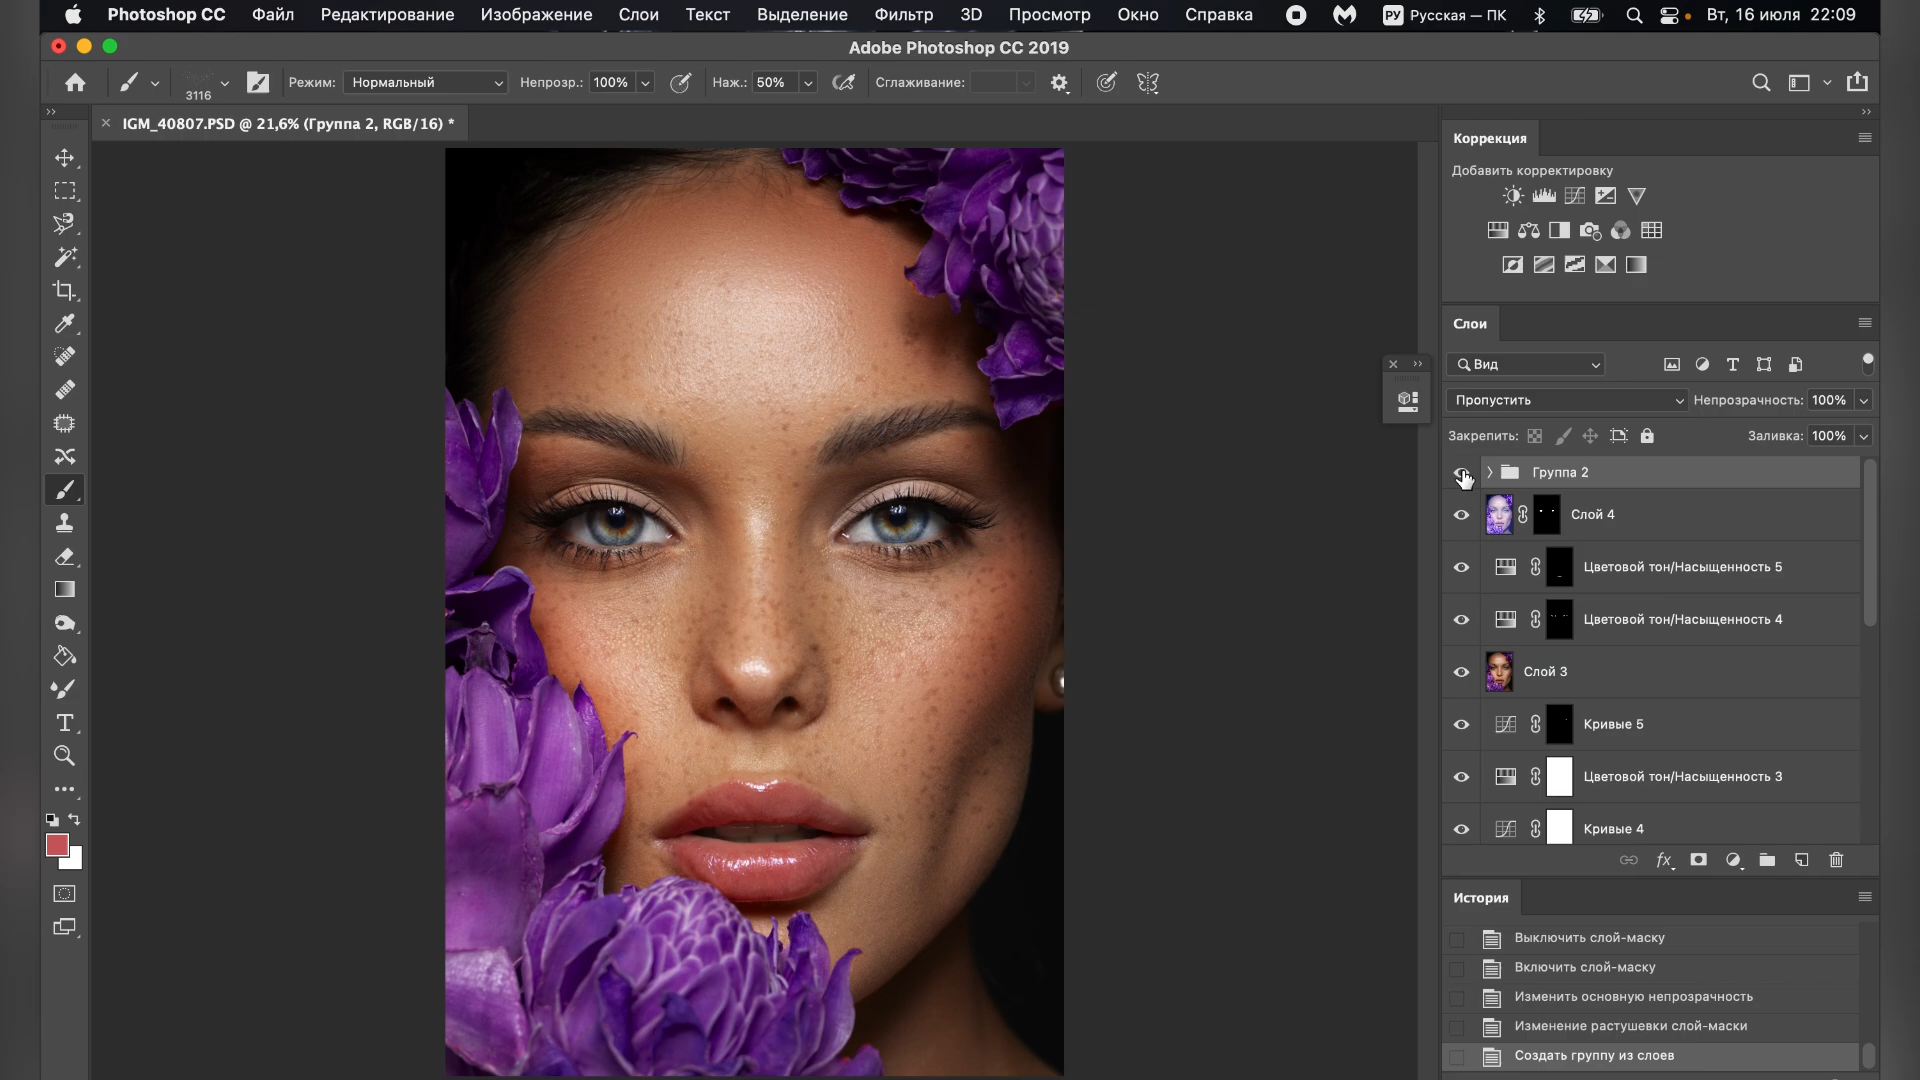 Photoshop CC Файл Редактирование Изображение Слои Текст Выделение Фильтр 3D Просмотр Окно Справка РУ Русская — ПК Вт, 16 июля 22:09
Adobe Photoshop CC 2019
3116 Режим: Нормальный Непрозр.: 100% Наж.: 50% Сглаживание:
IGM_40807.PSD @ 21,6% (Группа 2, RGB/16) *
Коррекция
Добавить корректировку
Слои
Вид
Пропустить Непрозрачность: 100%
Закрепить: Заливка: 100%
Группа 2
Слой 4
Цветовой тон/Насыщенность 5
Цветовой тон/Насыщенность 4
Слой 3
Кривые 5
Цветовой тон/Насыщенность 3
Кривые 4
fx
История
Выключить слой-маску
Включить слой-маску
Изменить основную непрозрачность
Изменение растушевки слой-маски
Создать группу из слоев